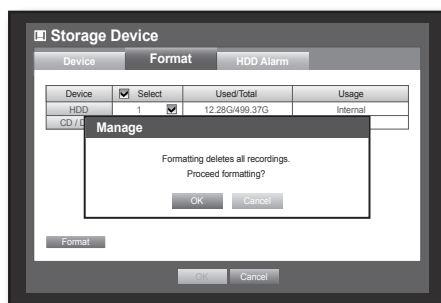 Storage Device
Device Format HDD Alarm
Device Select Used/Total Usage
HDD 1 12.28G/499.37G Internal
CD /
Manage
Formatting deletes all recordings.
Proceed formatting?
OK Cancel
Format
OK Cancel